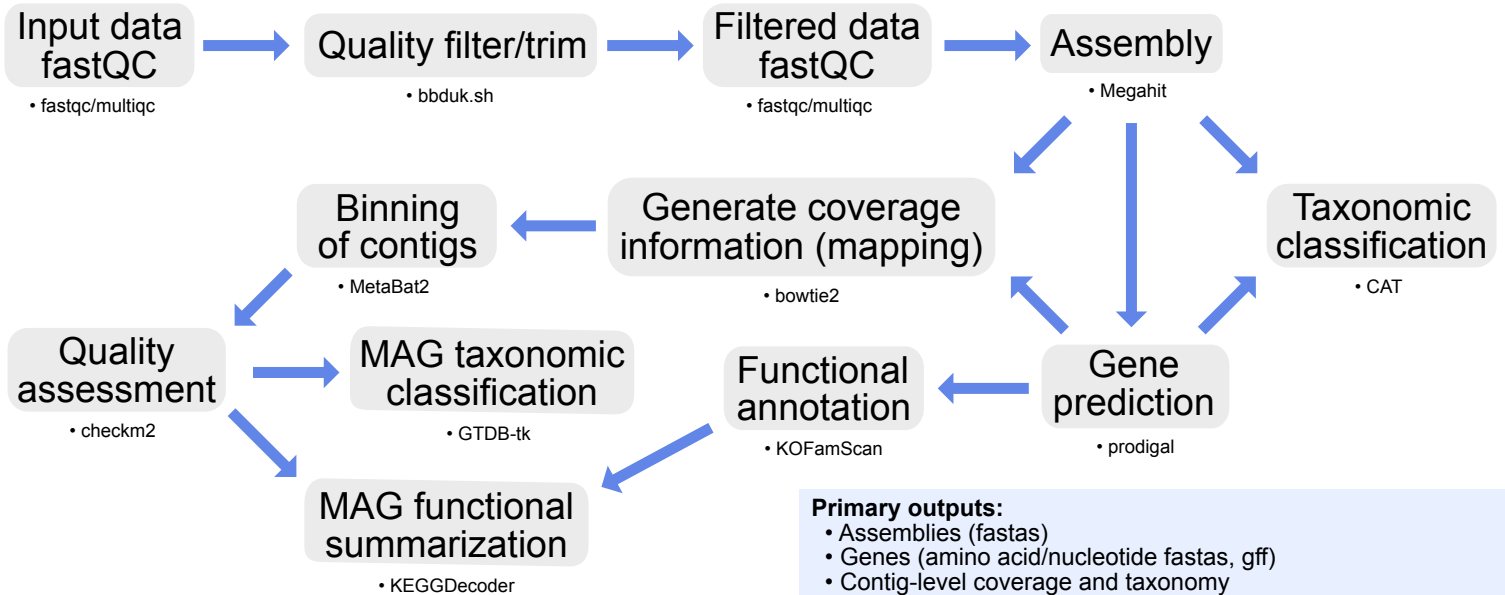 Input data
fastQC
• fastqc/multiqc
Quality filter/trim
• bbduk.sh
Filtered data
fastQC
• fastqc/multiqc
Assembly
• Megahit
Binning
of contigs
• MetaBat2
Generate coverage
information (mapping)
• bowtie2
Taxonomic
classification
• CAT
Quality
assessment
• checkm2
MAG taxonomic
classification
• GTDB-tk
Functional
annotation
• KOFamScan
Gene
prediction
• prodigal
MAG functional
summarization
• KEGGDecoder
Primary outputs:
• Assemblies (fastas)
• Genes (amino acid/nucleotide fastas, gff)
• Contig-level coverage and taxonomy